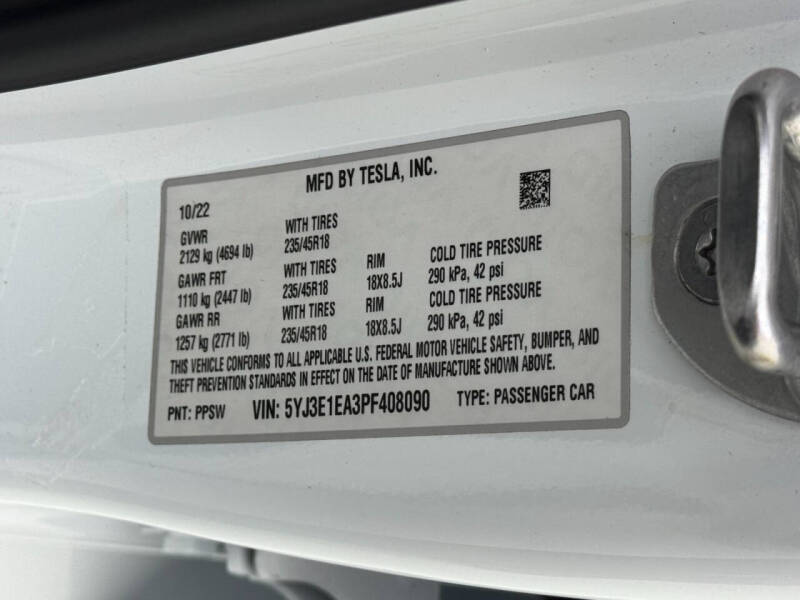 MFD BY TESLA, INC.
10/22
GVWR WITH TIRES
2129 kg (4694 lb) 235/45R18
GAWR FRT WITH TIRES RIM COLD TIRE PRESSURE
1110 kg (2447 lb) 235/45R18 18X8.5J 290 kPa, 42 psi
GAWR RR WITH TIRES RIM COLD TIRE PRESSURE
1257 kg (2771 lb) 235/45R18 18X8.5J 290 kPa, 42 psi
THIS VEHICLE CONFORMS TO ALL APPLICABLE U.S. FEDERAL MOTOR VEHICLE SAFETY, BUMPER, AND
THEFT PREVENTION STANDARDS IN EFFECT ON THE DATE OF MANUFACTURE SHOWN ABOVE.
PNT: PPSW VIN: 5YJ3E1EA3PF408090 TYPE: PASSENGER CAR